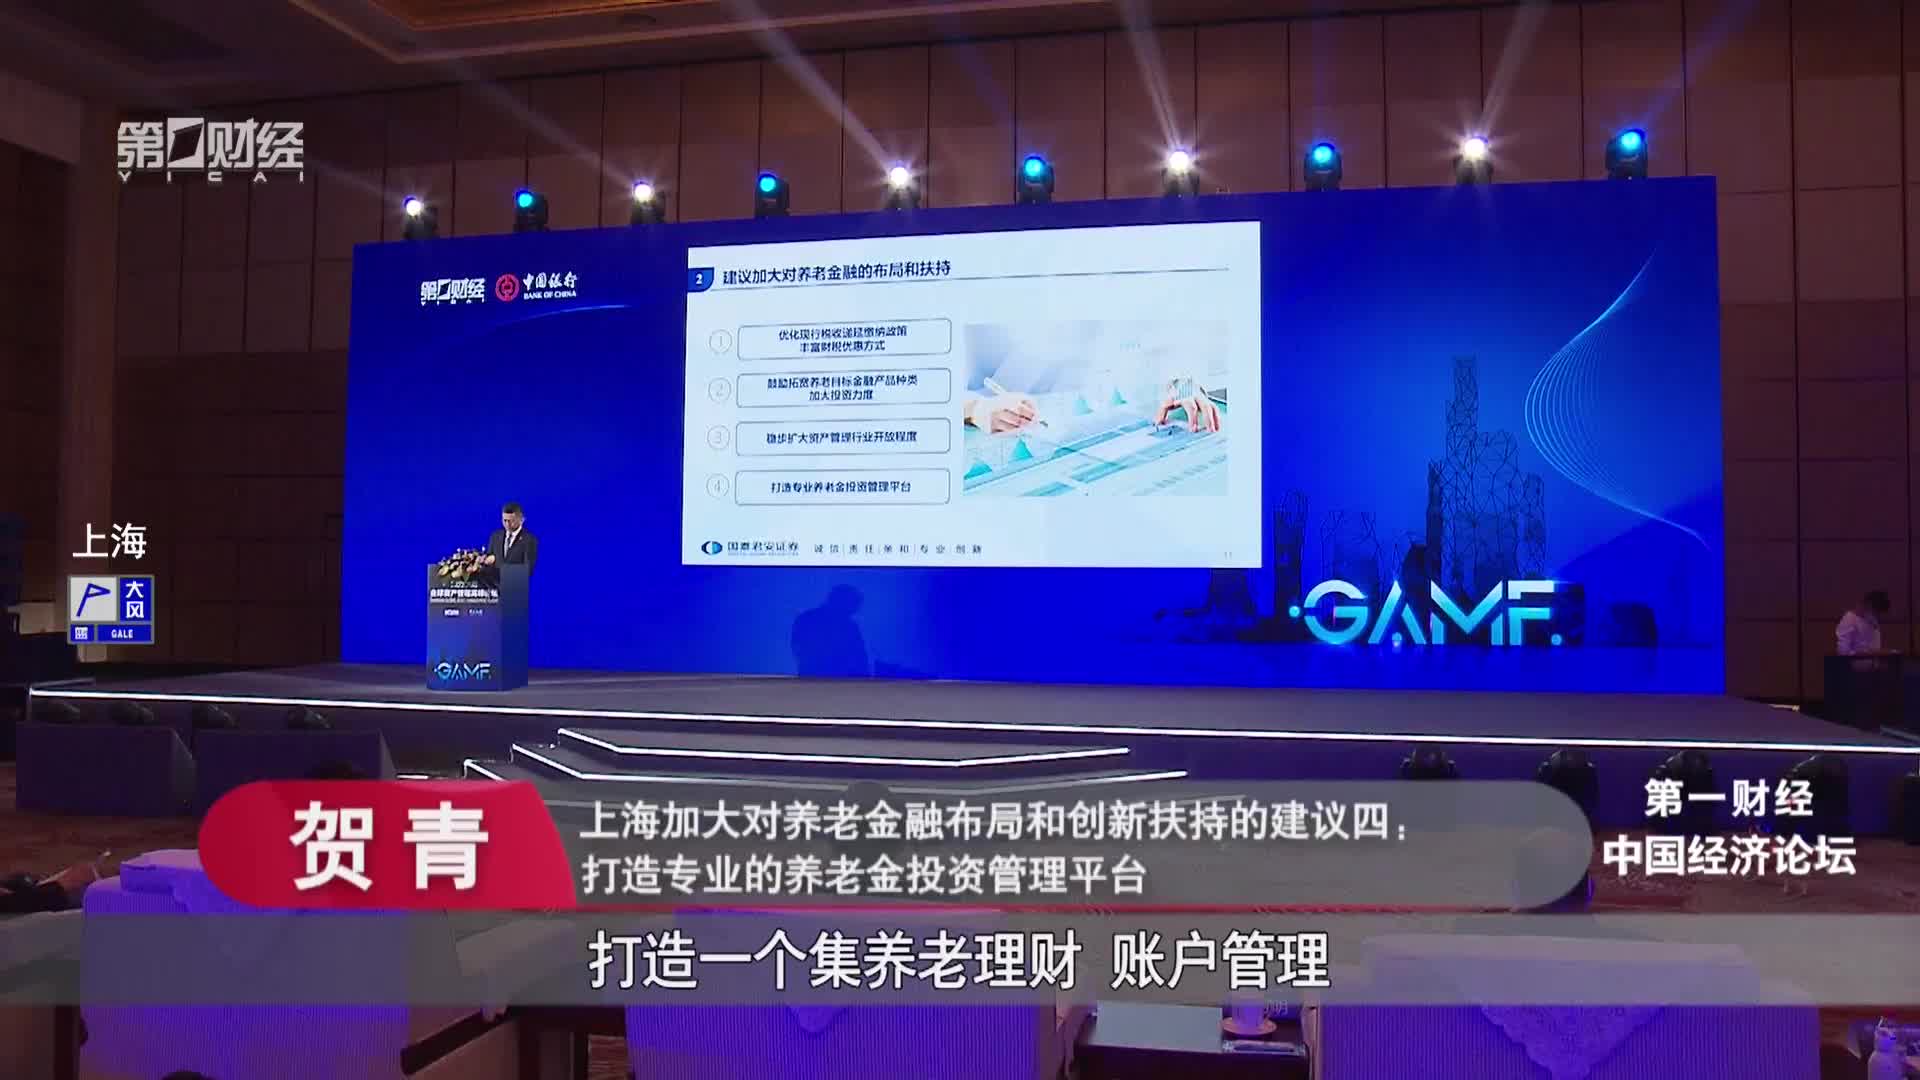 第一财经
YICAI
第一财经
YICAI
中国银行
BANK OF CHINA
2
建议加大对养老金融的布局和扶持
1
优化现行税收递延缴纳政策
丰富财税优惠方式
2
鼓励拓宽养老目标金融产品种类
加大投资力度
3
稳步扩大资产管理行业开放程度
4
打造专业养老金投资管理平台
国泰君安证券
诚信|责任|亲和|专业|创新
上海
大风
蓝
GALE
GAMF
GAMF
贺青
上海加大对养老金融布局和创新扶持的建议四：
打造专业的养老金投资管理平台
第一财经
中国经济论坛
打造一个集养老理财 账户管理